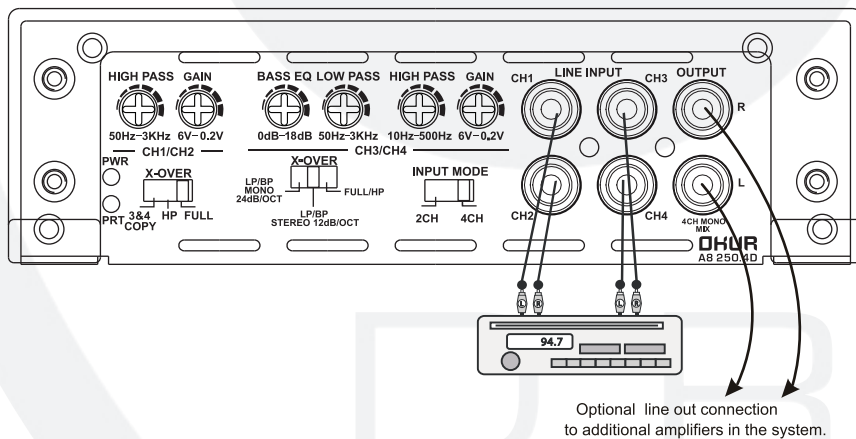 HIGH PASS GAIN BASS EQ LOW PASS HIGH PASS GAIN CH1 LINE INPUT CH3 OUTPUT
R
50Hz-3KHz 6V-0.2V 0dB-18dB 50Hz-3KHz 10Hz-500Hz 6V-0.2V
CH1/CH2 CH3/CH4
PWR
X-OVER
3&4 COPY HP FULL
PRT
X-OVER
LP/BP
MONO
24dB/OCT
FULL/HP
LP/BP
STEREO 12dB/OCT
INPUT MODE
2CH 4CH
CH2 CH4
L
4CH MONO
MIX
OKUR
A8 250.4D
L R L R
94.7
Optional line out connection
to additional amplifiers in the system.